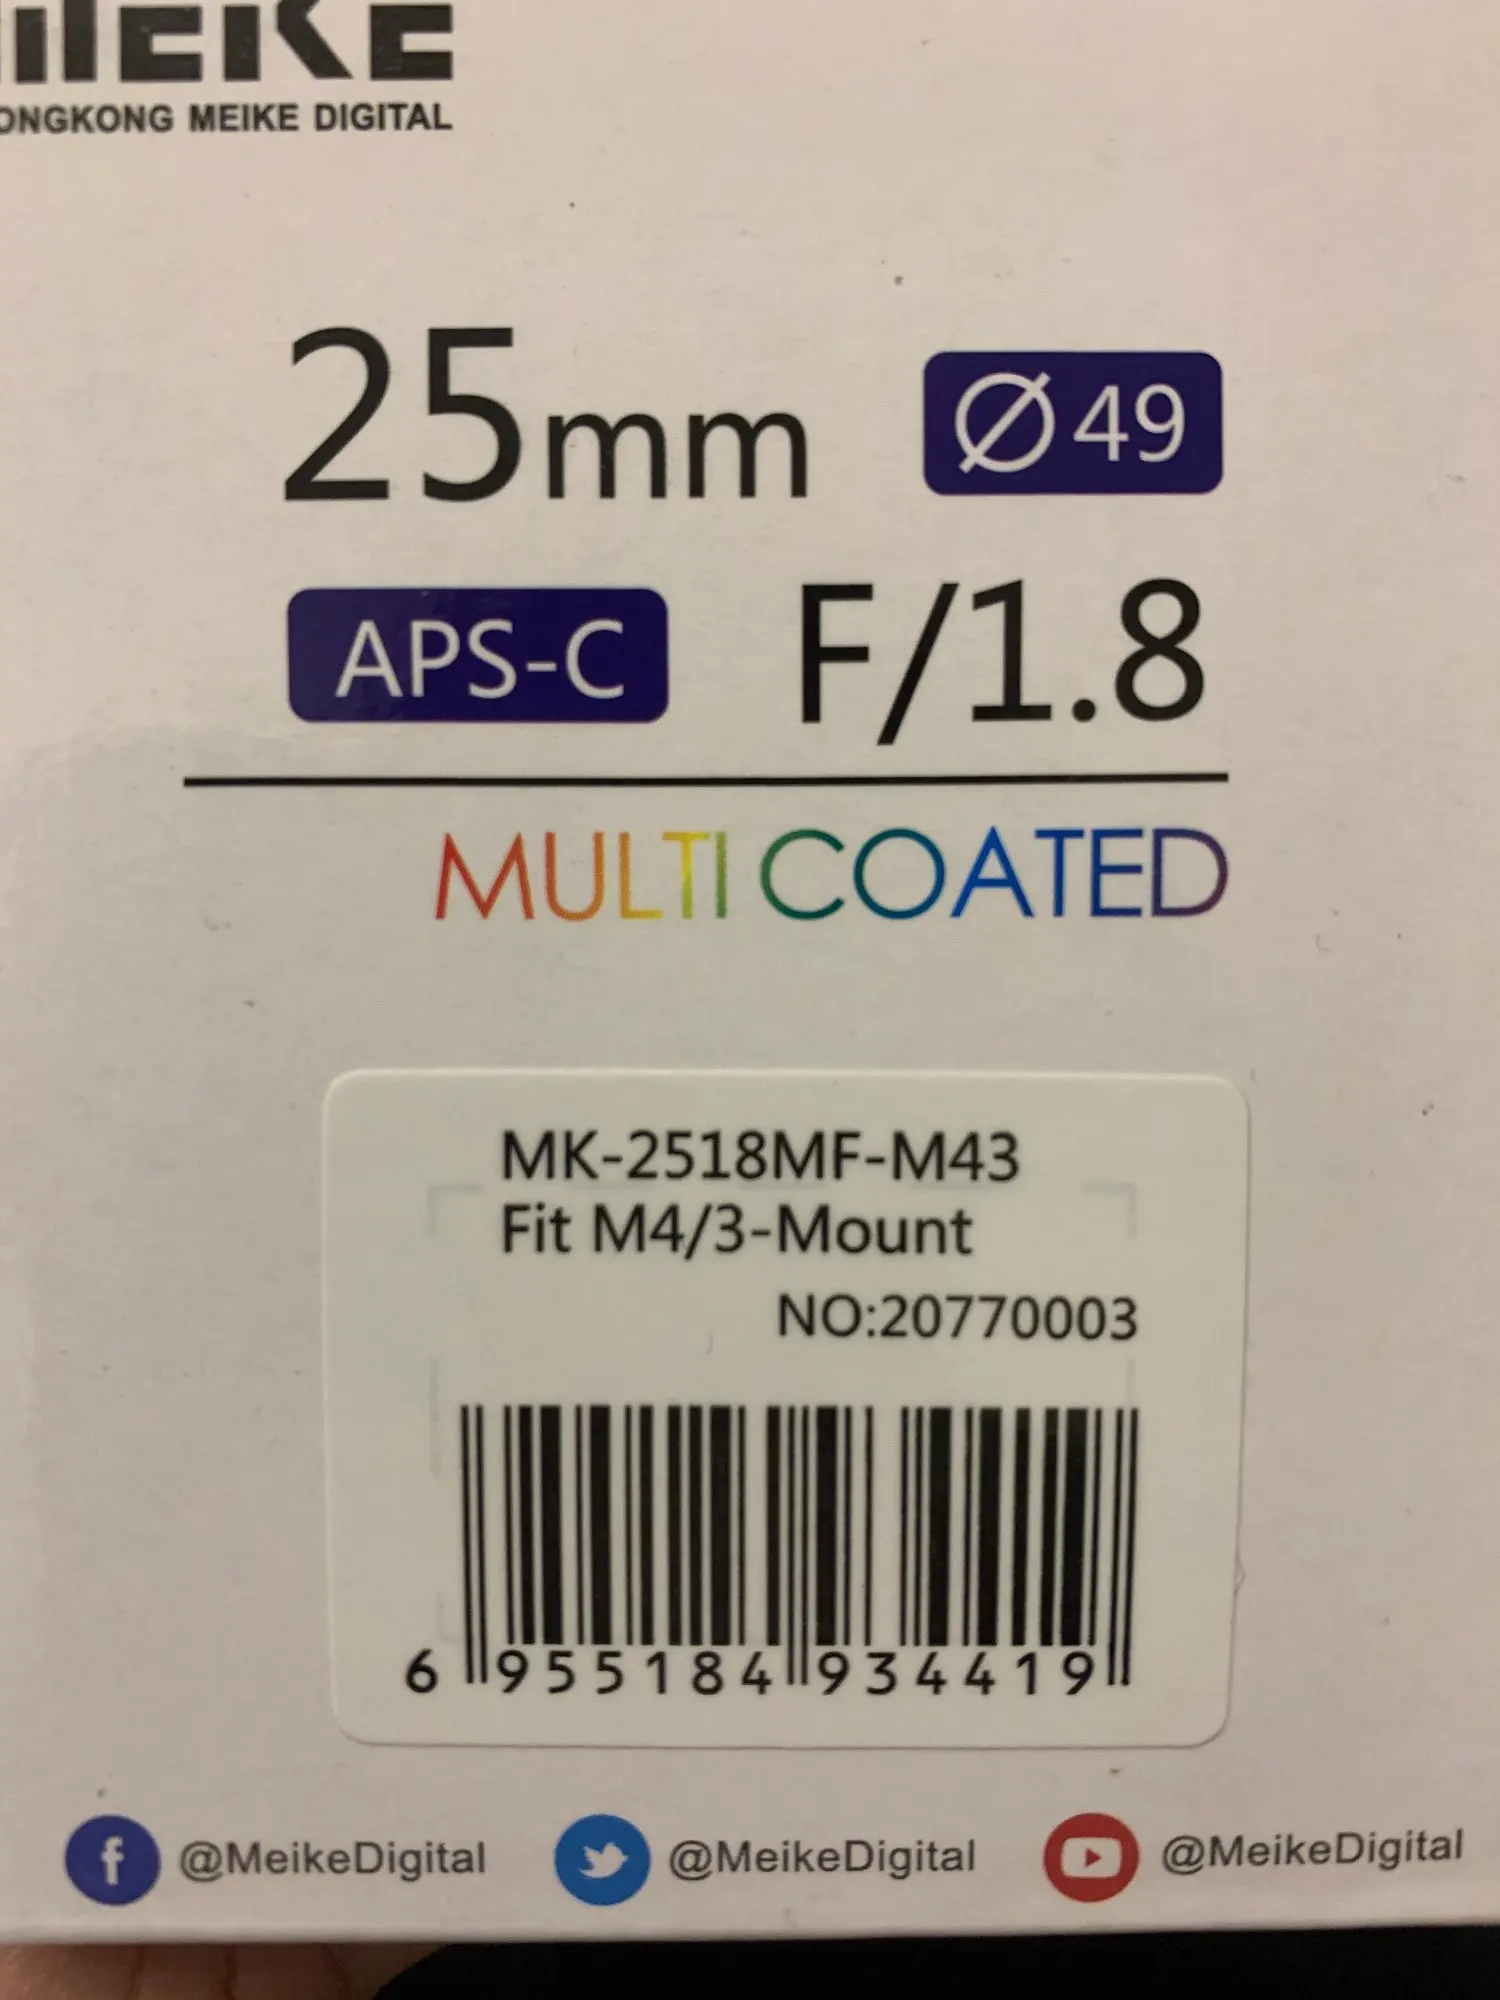 MEIKE
ONGKONG MEIKE DIGITAL
25mm Ø49
APS-C F/1.8
MULTI COATED
MK-2518MF-M43
Fit M4/3-Mount
NO:20770003
6 955184 934419
@MeikeDigital @MeikeDigital @MeikeDigital